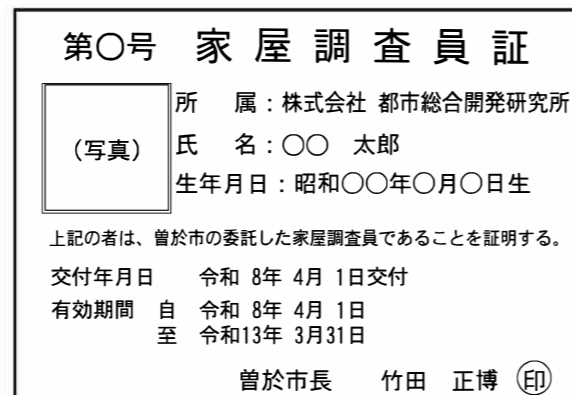 第〇号 家屋調査員証
所　属：株式会社 都市総合開発研究所
(写真)
氏　名：〇〇　太郎
生年月日：昭和〇〇年〇月〇日生
上記の者は、曽於市の委託した家屋調査員であることを証明する。
交付年月日　令和 8年 4月 1日交付
有効期間　自　令和 8年 4月 1日
至　令和13年 3月31日
曽於市長　竹田　正博 ㊞